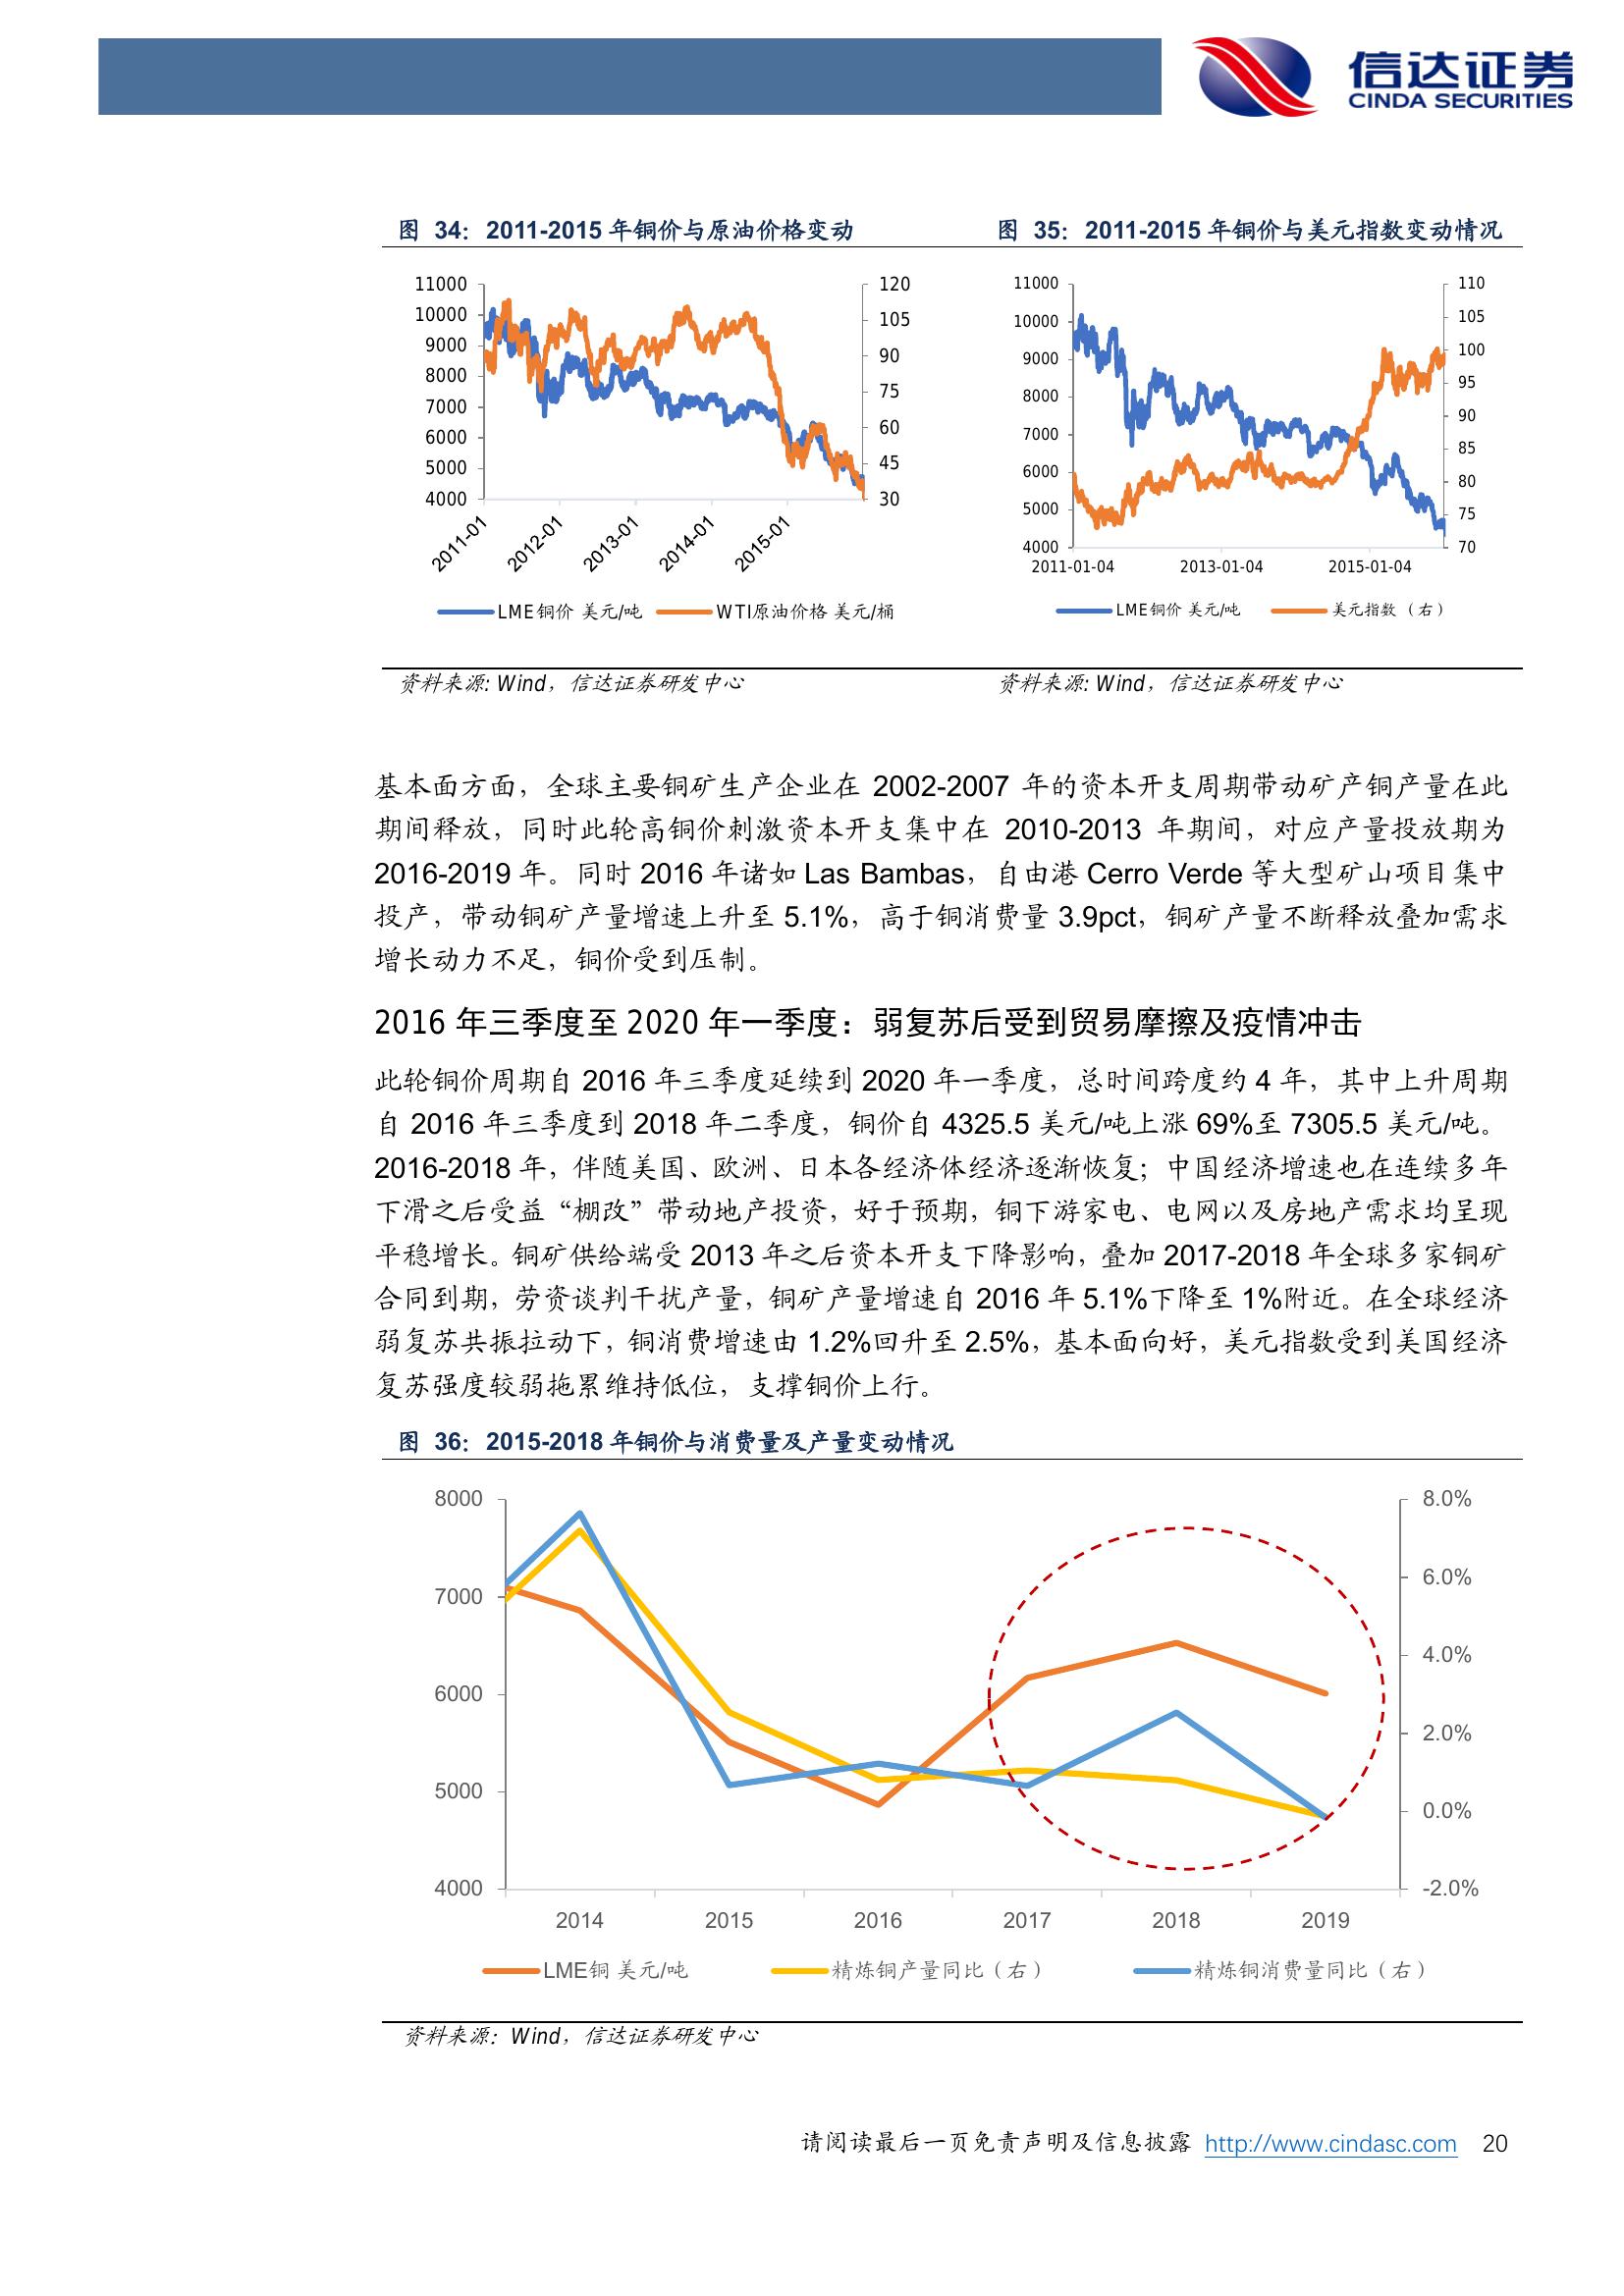 信达证券
CINDA SECURITIES
图 34：2011-2015 年铜价与原油价格变动
11000
10000
9000
8000
7000
6000
5000
4000
120
105
90
75
60
45
30
2011-01
2012-01
2013-01
2014-01
2015-01
LME铜价 美元/吨
WTI原油价格 美元/桶
资料来源: Wind，信达证券研发中心
图 35：2011-2015 年铜价与美元指数变动情况
11000
10000
9000
8000
7000
6000
5000
4000
110
105
100
95
90
85
80
75
70
2011-01-04
2013-01-04
2015-01-04
LME铜价 美元/吨
美元指数（右）
资料来源: Wind，信达证券研发中心
基本面方面，全球主要铜矿生产企业在 2002-2007 年的资本开支周期带动矿产铜产量在此
期间释放，同时此轮高铜价刺激资本开支集中在 2010-2013 年期间，对应产量投放期为
2016-2019 年。同时 2016 年诸如 Las Bambas，自由港 Cerro Verde 等大型矿山项目集中
投产，带动铜矿产量增速上升至 5.1%，高于铜消费量 3.9pct，铜矿产量不断释放叠加需求
增长动力不足，铜价受到压制。
2016 年三季度至 2020 年一季度：弱复苏后受到贸易摩擦及疫情冲击
此轮铜价周期自 2016 年三季度延续到 2020 年一季度，总时间跨度约 4 年，其中上升周期
自 2016 年三季度到 2018 年二季度，铜价自 4325.5 美元/吨上涨 69%至 7305.5 美元/吨。
2016-2018 年，伴随美国、欧洲、日本各经济体经济逐渐恢复；中国经济增速也在连续多年
下滑之后受益“棚改”带动地产投资，好于预期，铜下游家电、电网以及房地产需求均呈现
平稳增长。铜矿供给端受 2013 年之后资本开支下降影响，叠加 2017-2018 年全球多家铜矿
合同到期，劳资谈判干扰产量，铜矿产量增速自 2016 年 5.1%下降至 1%附近。在全球经济
弱复苏共振拉动下，铜消费增速由 1.2%回升至 2.5%，基本面向好，美元指数受到美国经济
复苏强度较弱拖累维持低位，支撑铜价上行。
图 36：2015-2018 年铜价与消费量及产量变动情况
8000
7000
6000
5000
4000
8.0%
6.0%
4.0%
2.0%
0.0%
-2.0%
2014
2015
2016
2017
2018
2019
LME铜 美元/吨
精炼铜产量同比（右）
精炼铜消费量同比（右）
资料来源：Wind，信达证券研发中心
请阅读最后一页免责声明及信息披露 http://www.cindasc.com 20